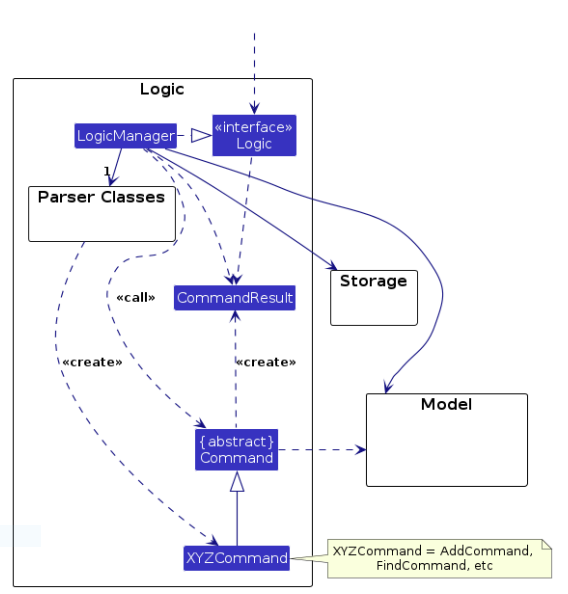 Logic
LogicManager
«interface»
Logic
1
Parser Classes
Storage
«call»
CommandResult
«create»
«create»
Model
{abstract}
Command
XYZCommand
XYZCommand = AddCommand,
FindCommand, etc